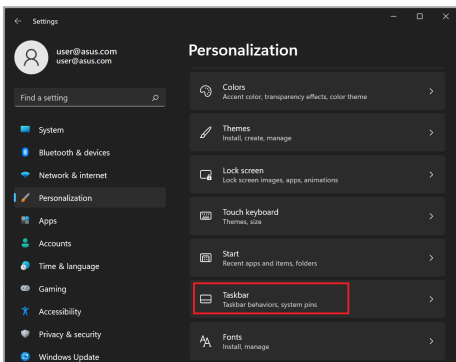 Settings
user@asus.com
user@asus.com
Find a setting
System
Bluetooth & devices
Network & internet
Personalization
Apps
Accounts
Time & language
Gaming
Accessibility
Privacy & security
Windows Update
Personalization
Colors
Accent color, transparency effects, color theme
Themes
Install, create, manage
Lock screen
Lock screen images, apps, animations
Touch keyboard
Themes, size
Start
Recent apps and items, folders
Taskbar
Taskbar behaviors, system pins
Fonts
Install, manage